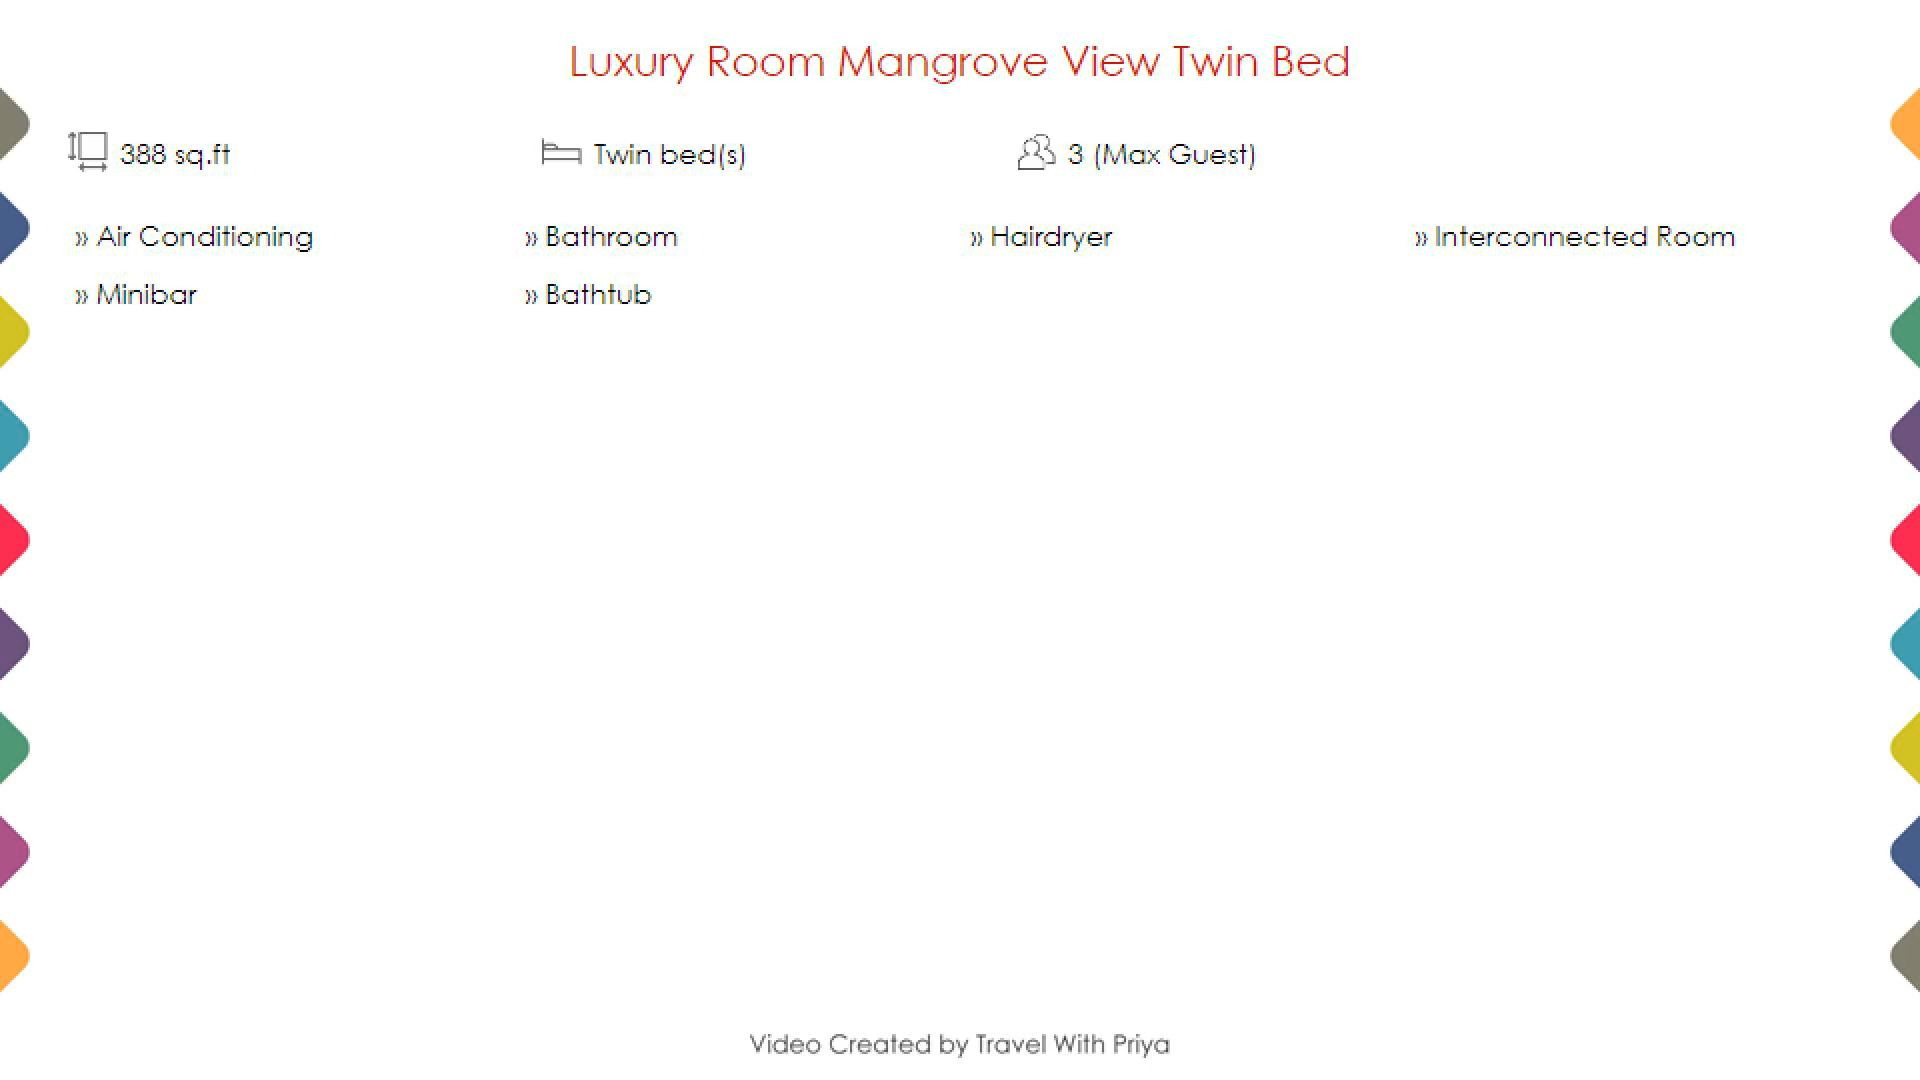 Luxury Room Mangrove View Twin Bed
388 sq.ft
Twin bed(s)
3 (Max Guest)
» Air Conditioning
» Bathroom
» Hairdryer
» Interconnected Room
» Minibar
» Bathtub
Video Created by Travel With Priya